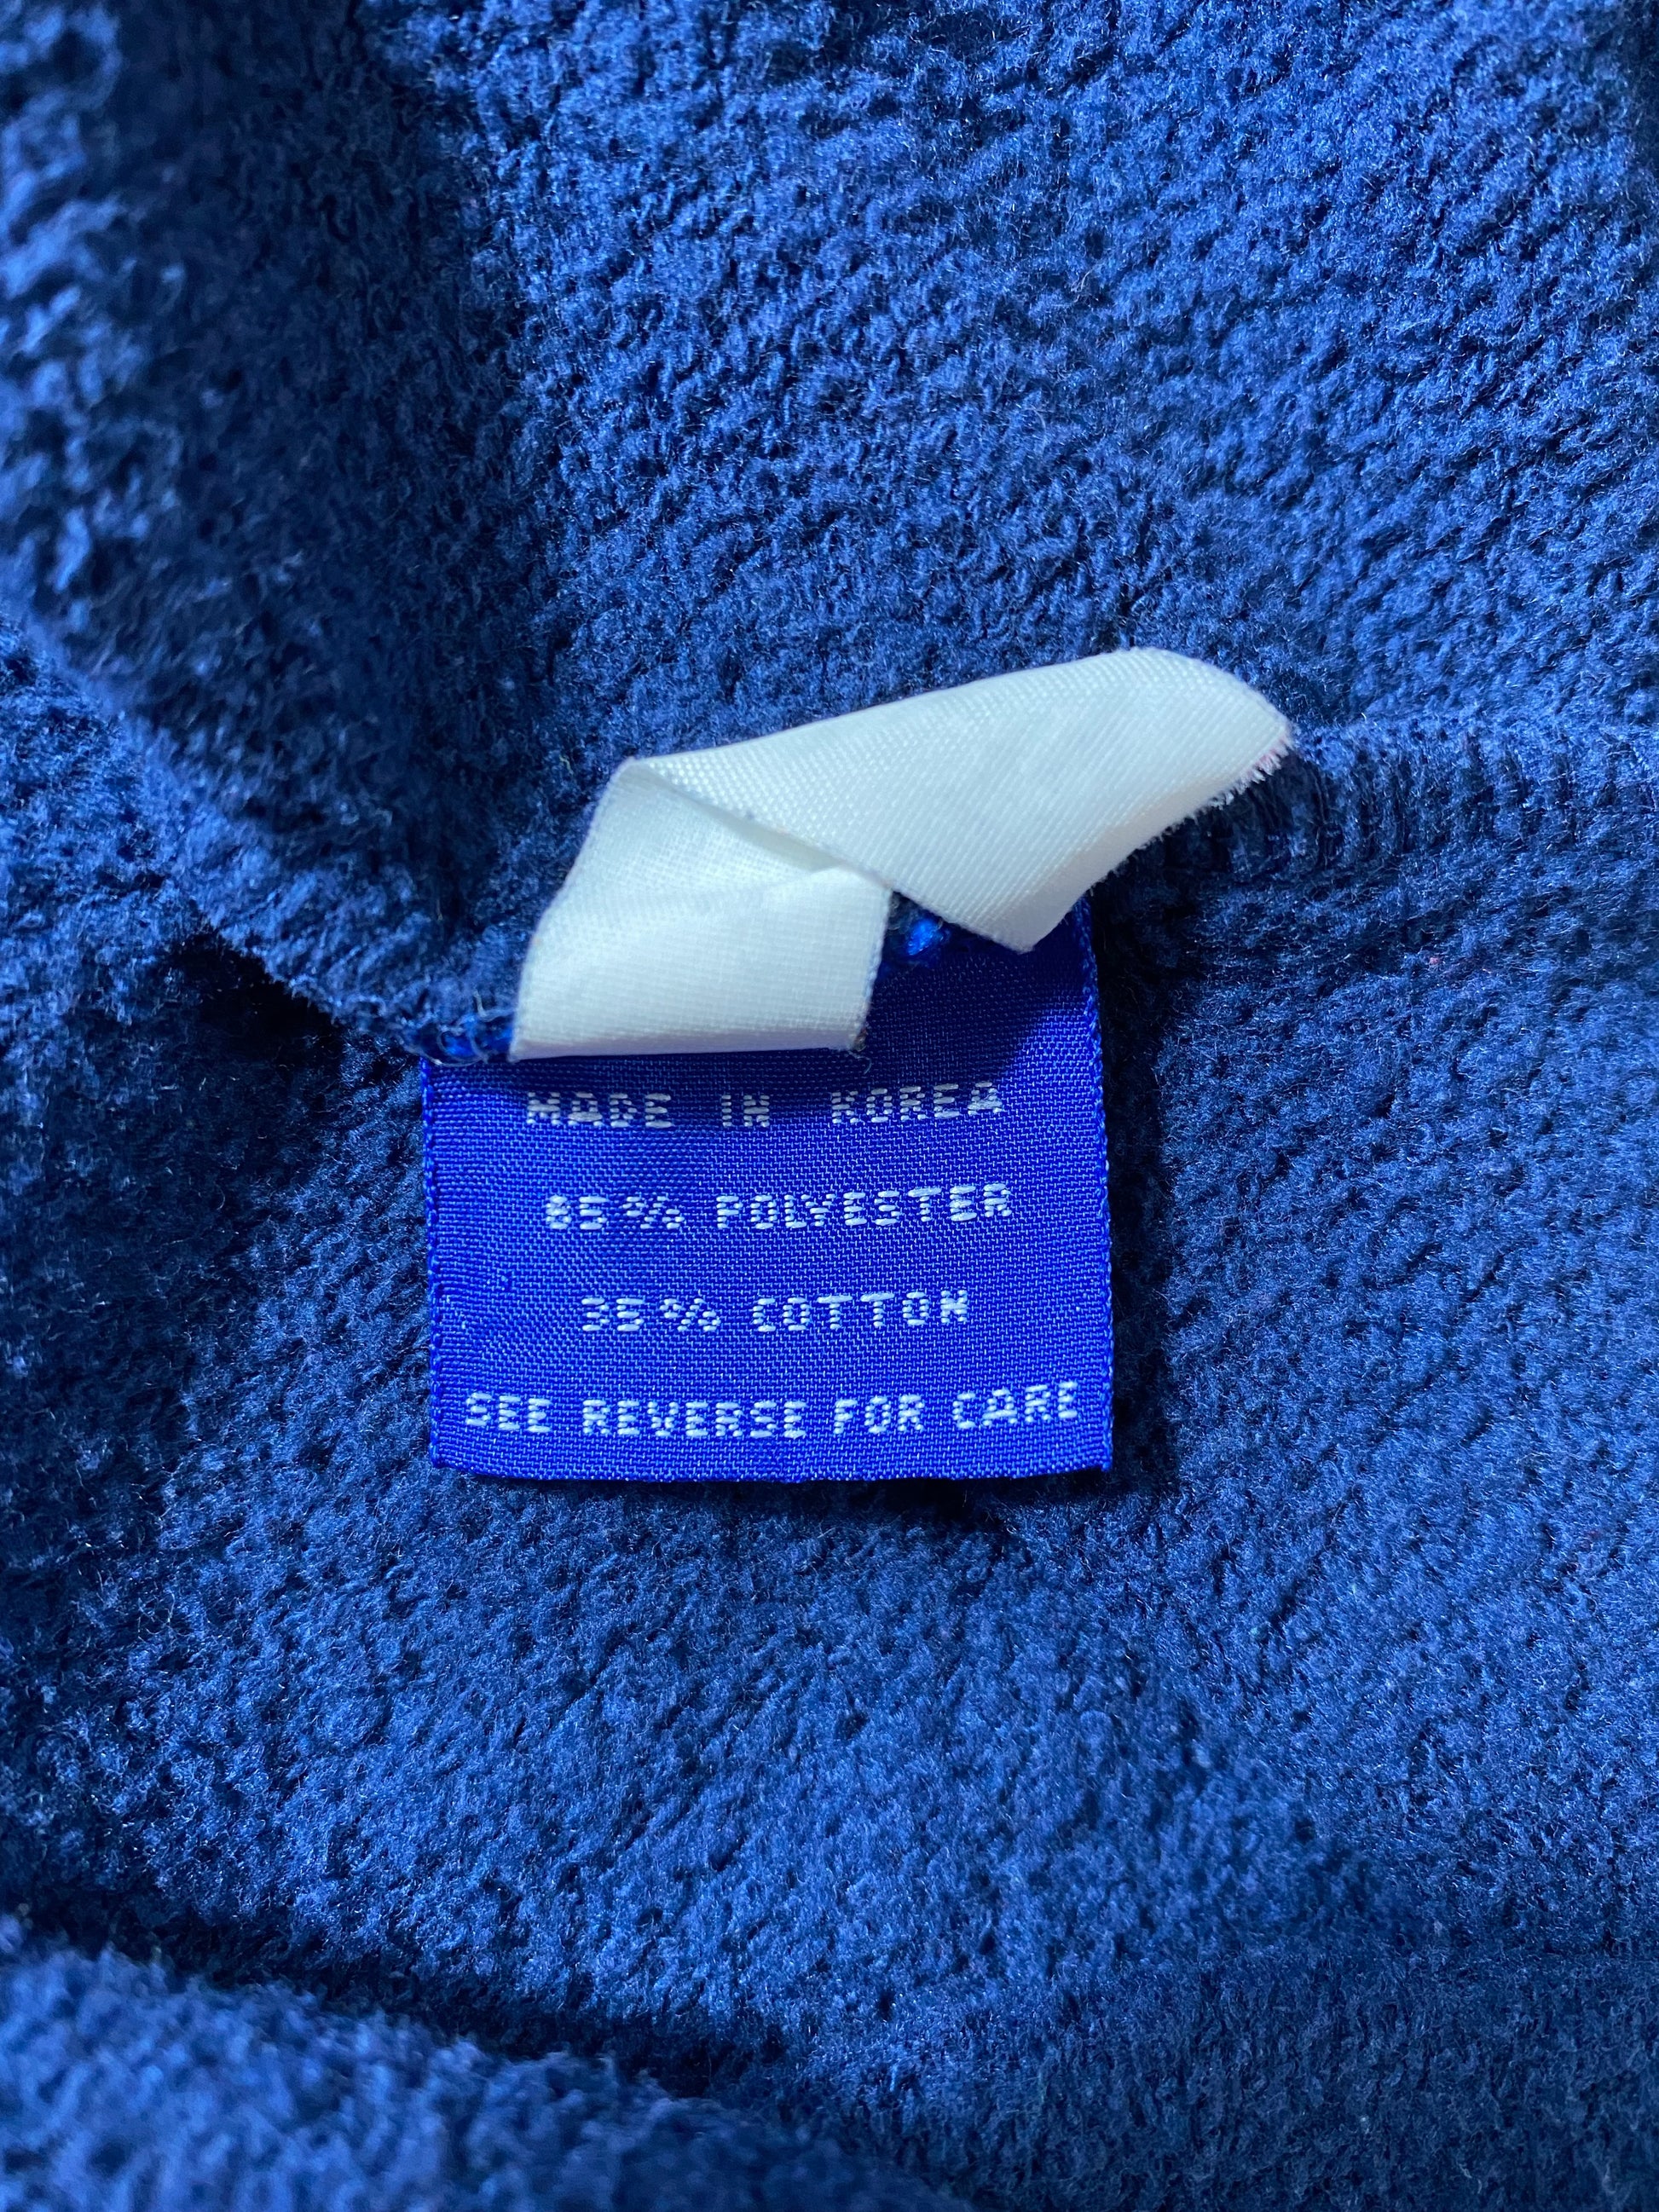 MADE IN KOREA
65% POLYESTER
35% COTTON
SEE REVERSE FOR CARE